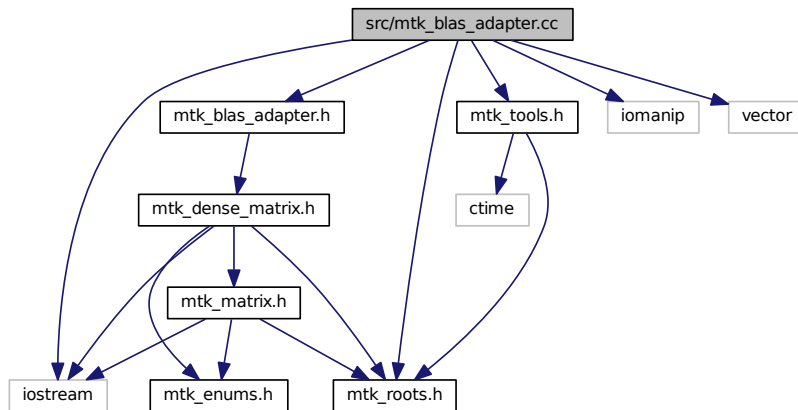 src/mtk_blas_adapter.cc
mtk_blas_adapter.h
mtk_tools.h
iomanip
vector
mtk_dense_matrix.h
ctime
mtk_matrix.h
iostream
mtk_enums.h
mtk_roots.h